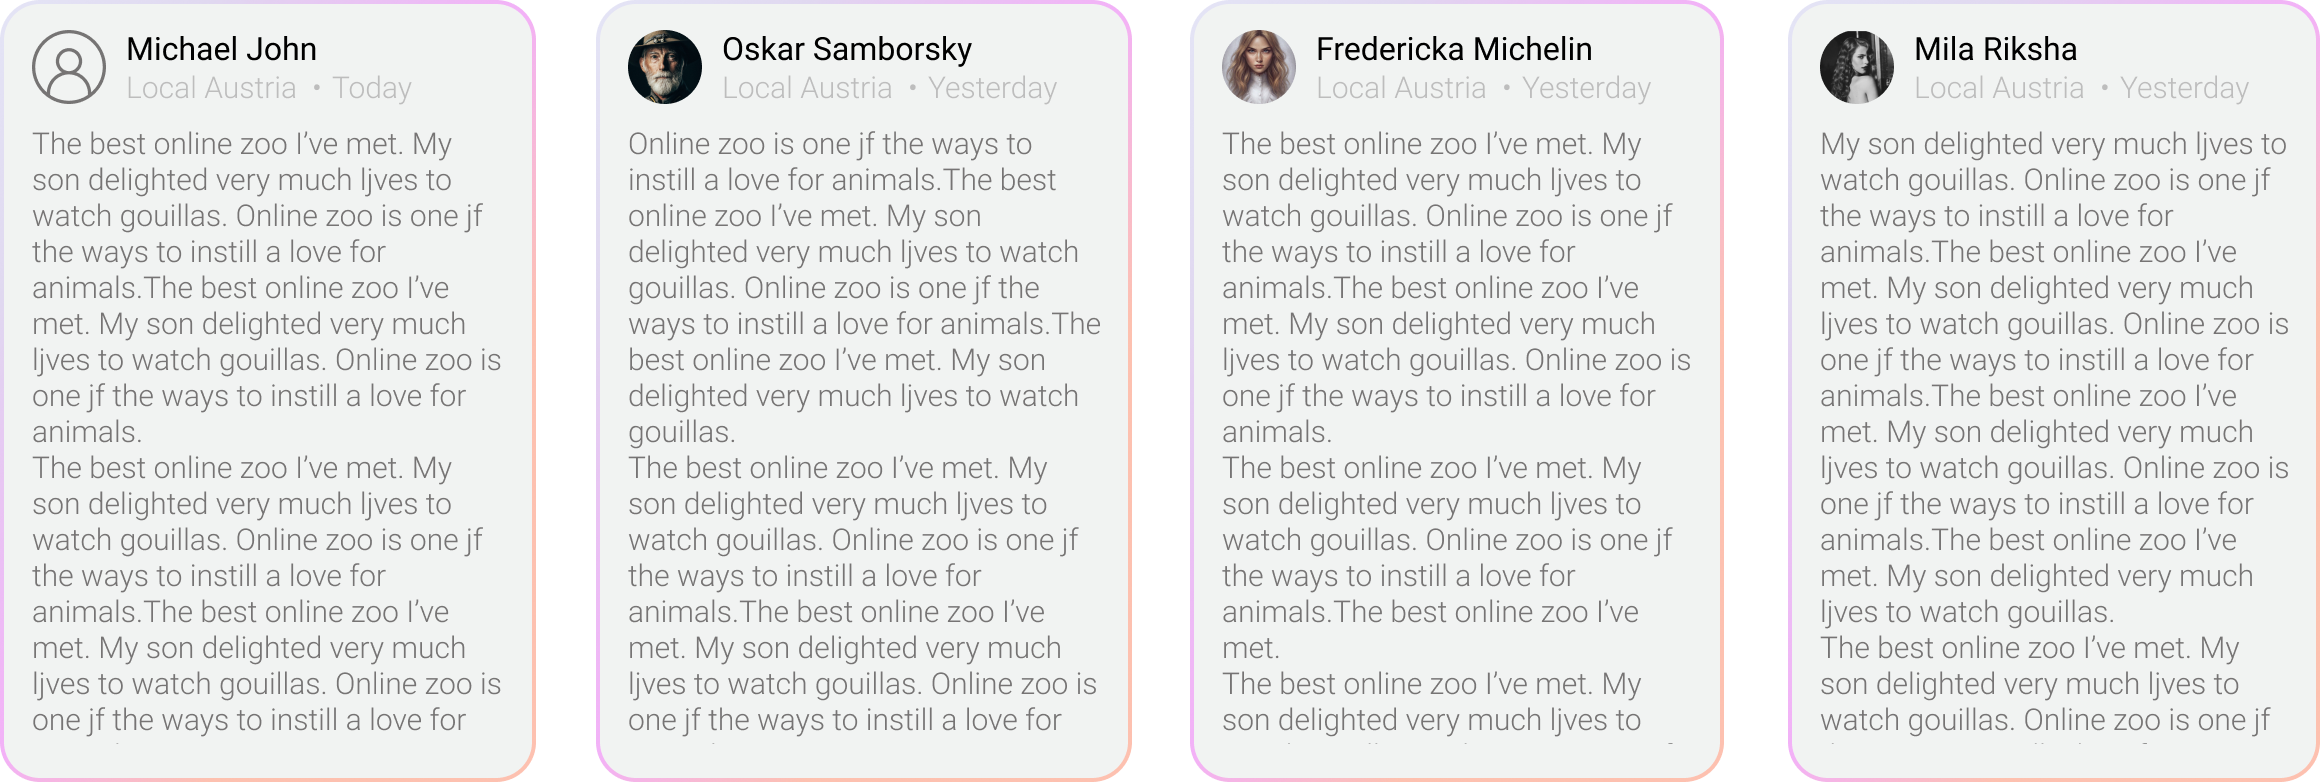 Michael John
Local Austria • Today
The best online zoo I’ve met. My
son delighted very much ljves to
watch gouillas. Online zoo is one jf
the ways to instill a love for
animals.The best online zoo I’ve
met. My son delighted very much
ljves to watch gouillas. Online zoo is
one jf the ways to instill a love for
animals.
The best online zoo I’ve met. My
son delighted very much ljves to
watch gouillas. Online zoo is one jf
the ways to instill a love for
animals.The best online zoo I’ve
met. My son delighted very much
ljves to watch gouillas. Online zoo is
one jf the ways to instill a love for
Oskar Samborsky
Local Austria • Yesterday
Online zoo is one jf the ways to
instill a love for animals.The best
online zoo I’ve met. My son
delighted very much ljves to watch
gouillas. Online zoo is one jf the
ways to instill a love for animals.The
best online zoo I’ve met. My son
delighted very much ljves to watch
gouillas.
The best online zoo I’ve met. My
son delighted very much ljves to
watch gouillas. Online zoo is one jf
the ways to instill a love for
animals.The best online zoo I’ve
met. My son delighted very much
ljves to watch gouillas. Online zoo is
one jf the ways to instill a love for
Fredericka Michelin
Local Austria • Yesterday
The best online zoo I’ve met. My
son delighted very much ljves to
watch gouillas. Online zoo is one jf
the ways to instill a love for
animals.The best online zoo I’ve
met. My son delighted very much
ljves to watch gouillas. Online zoo is
one jf the ways to instill a love for
animals.
The best online zoo I’ve met. My
son delighted very much ljves to
watch gouillas. Online zoo is one jf
the ways to instill a love for
animals.The best online zoo I’ve
met.
The best online zoo I’ve met. My
son delighted very much ljves to
Mila Riksha
Local Austria • Yesterday
My son delighted very much ljves to
watch gouillas. Online zoo is one jf
the ways to instill a love for
animals.The best online zoo I’ve
met. My son delighted very much
ljves to watch gouillas. Online zoo is
one jf the ways to instill a love for
animals.The best online zoo I’ve
met. My son delighted very much
ljves to watch gouillas. Online zoo is
one jf the ways to instill a love for
animals.The best online zoo I’ve
met. My son delighted very much
ljves to watch gouillas.
The best online zoo I’ve met. My
son delighted very much ljves to
watch gouillas. Online zoo is one jf